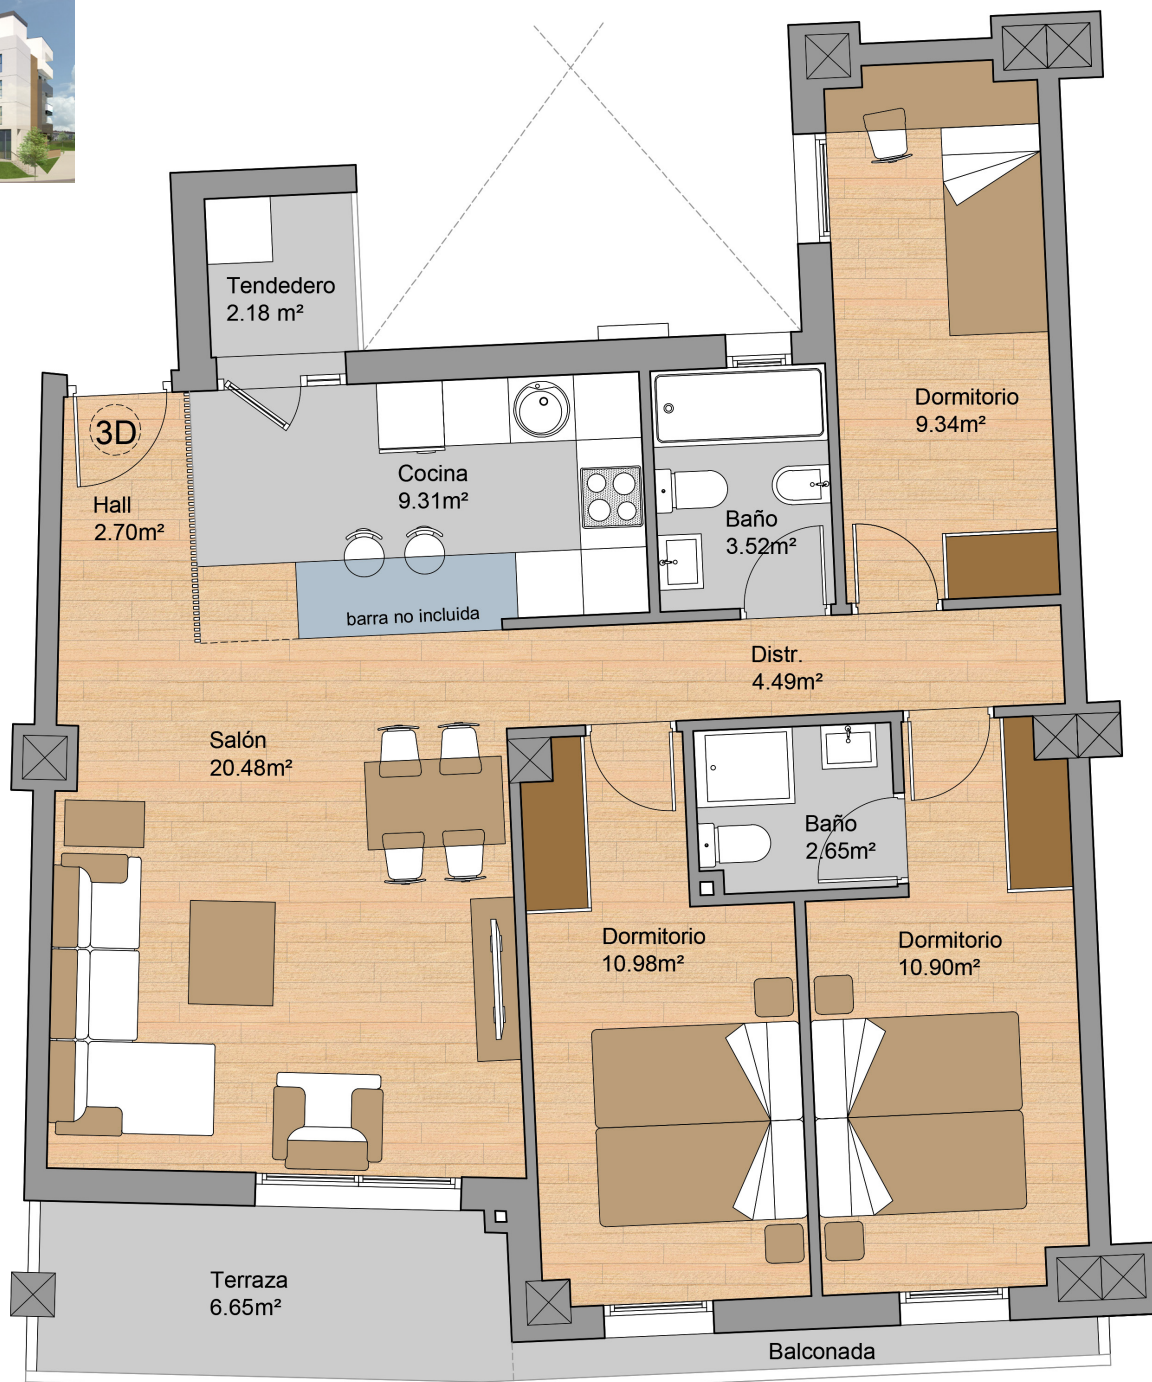 Tendedero
2.18 m²
3D
Hall
2.70m²
Cocina
9.31m²
barra no incluida
Baño
3.52m²
Dormitorio
9.34m²
Distr.
4.49m²
Salón
20.48m²
Baño
2.65m²
Dormitorio
10.98m²
Dormitorio
10.90m²
Terraza
6.65m²
Balconada